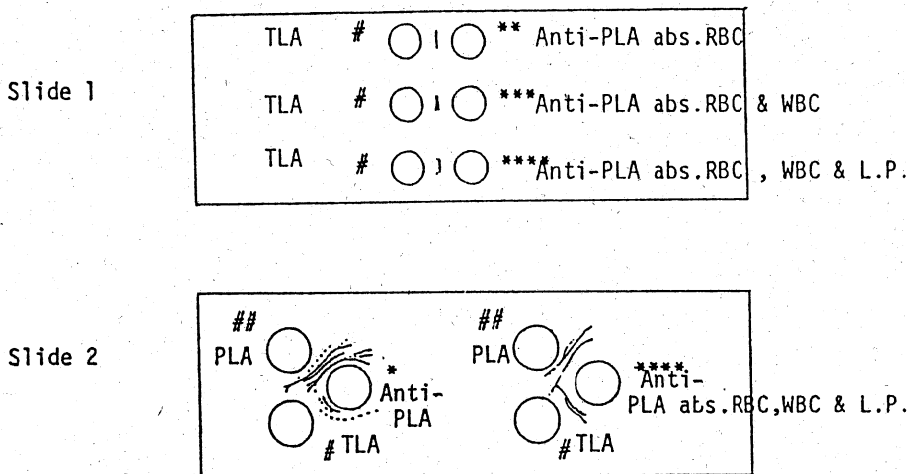 TLA # ** Anti-PLA abs.RBC
Slide 1
TLA # ***Anti-PLA abs.RBC & WBC
TLA # ****Anti-PLA abs.RBC , WBC & L.P.
## ##
Slide 2 PLA * PLA ****
Anti- Anti-
PLA PLA abs.RBC,WBC & L.P.
# TLA # TLA